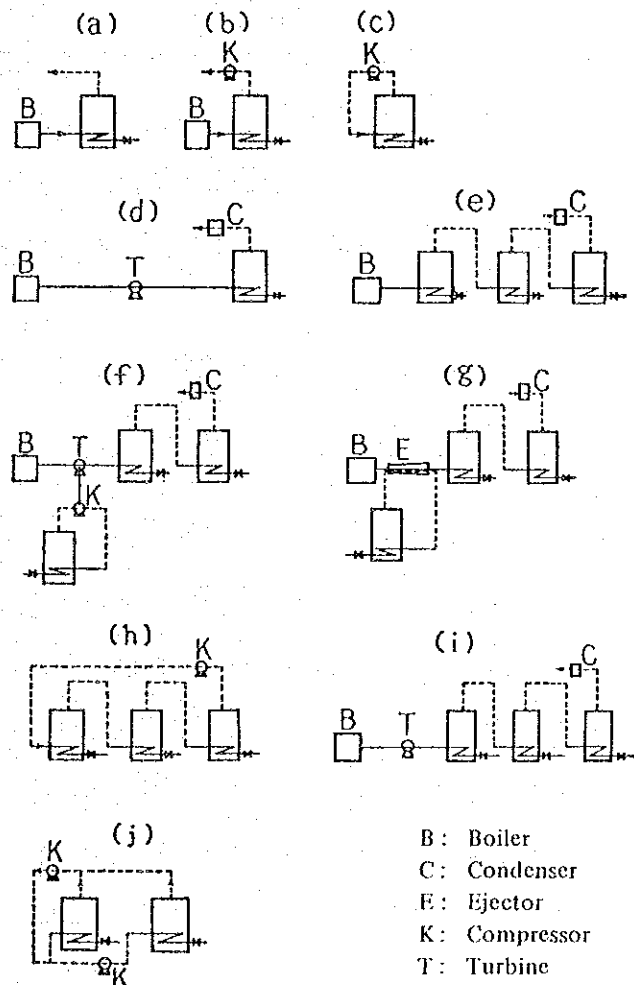 (a) (b) (c)
K K
B B
(d) (e)
C C
B T B
(f) (g)
C C
B T B E
K
(h) (i)
K C
B T
(j)
K
K
B: Boiler
C: Condenser
E: Ejector
K: Compressor
T: Turbine